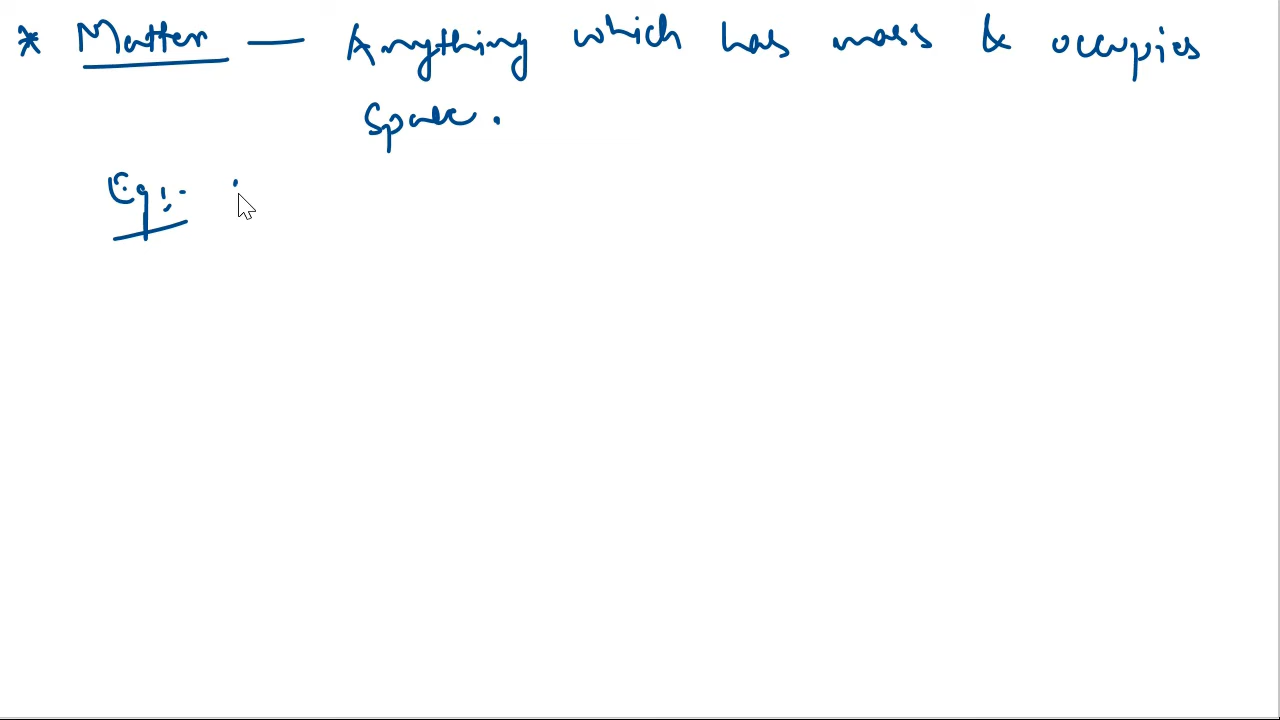 * Matter — Anything which has mass & occupies
Space.
Eg:-